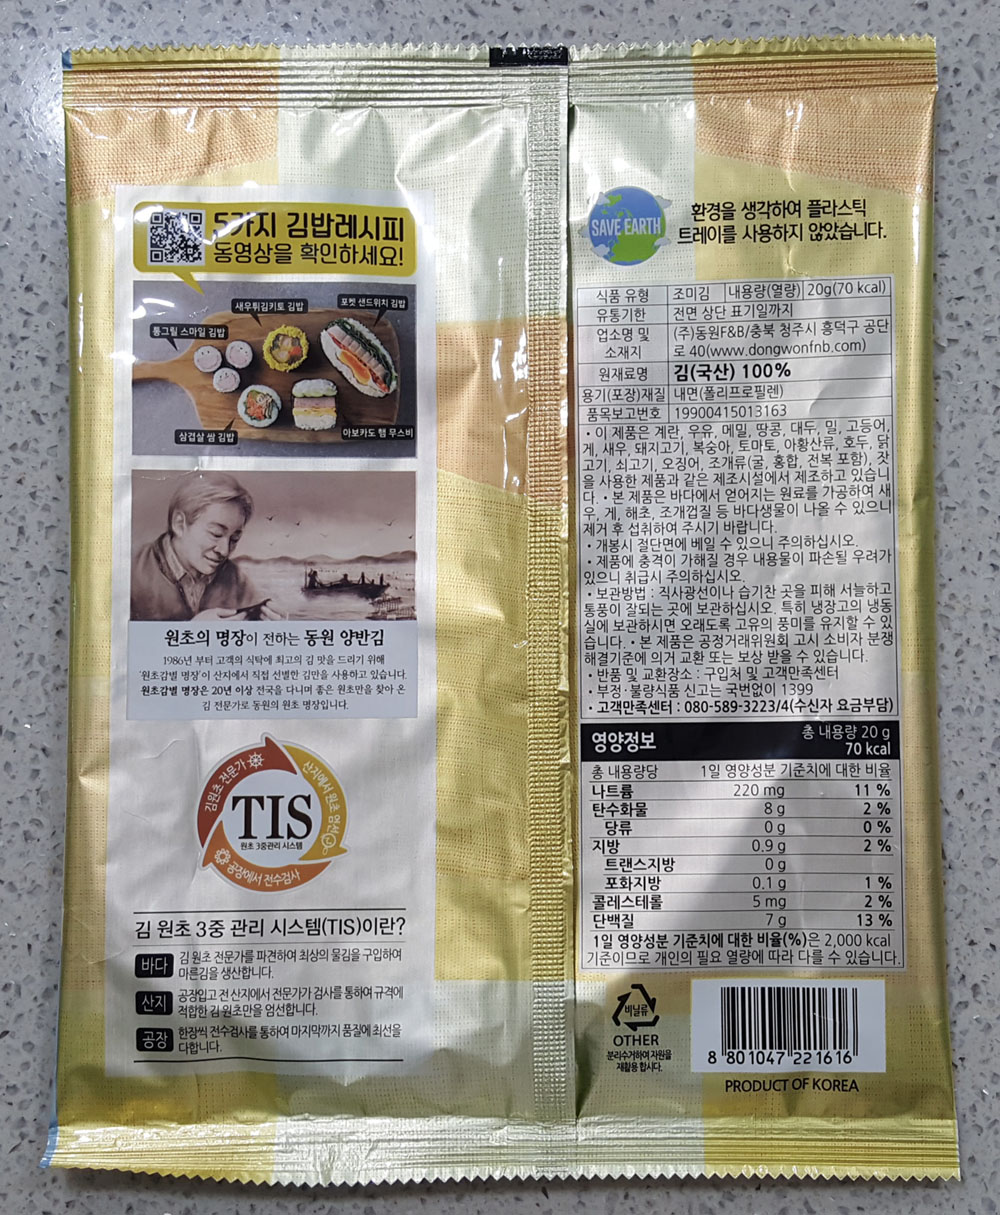 5가지 김밥레시피
동영상을 확인하세요!
새우튀김키토 김밥
포켓 샌드위치 김밥
통그릴 스마일 김밥
삼겹살 쌈 김밥
아보카도 햄 무스비
원초의 명장이 전하는 동원 양반김
1986년 부터 고객의 식탁에 최고의 김 맛을 드리기 위해
'원초감별 명장'이 산지에서 직접 선별한 김만을 사용하고 있습니다.
원초감별 명장은 20년 이상 전국을 다니며 좋은 원초만을 찾아 온
김 전문가로 동원의 원초 명장입니다.
김원초 전문가
산지에서 원초 엄선
공장에서 전수검사
TIS
원초 3중관리 시스템
김 원초 3중 관리 시스템(TIS)이란?
바다 김 원초 전문가를 파견하여 최상의 물김을 구입하여
마른김을 생산합니다.
산지 공장입고 전 산지에서 전문가가 검사를 통하여 규격에
적합한 김 원초만을 엄선합니다.
공장 한장씩 전수검사를 통하여 마지막까지 품질에 최선을
다합니다.
SAVE EARTH
환경을 생각하여 플라스틱
트레이를 사용하지 않았습니다.
식품 유형 조미김 내용량(열량) 20g(70 kcal)
유통기한 전면 상단 표기일까지
업소명 및 소재지 (주)동원F&B/충북 청주시 흥덕구 공단
로 40(www.dongwonfnb.com)
원재료명 김(국산) 100%
용기(포장)재질 내면(폴리프로필렌)
품목보고번호 19900415013163
• 이 제품은 계란, 우유, 메밀, 땅콩, 대두, 밀, 고등어,
게, 새우, 돼지고기, 복숭아, 토마토, 아황산류, 호두, 닭
고기, 쇠고기, 오징어, 조개류(굴, 홍합, 전복 포함), 잣
을 사용한 제품과 같은 제조시설에서 제조하고 있습니
다. • 본 제품은 바다에서 얻어지는 원료를 가공하여 새
우, 게, 해초, 조개껍질 등 바다생물이 나올 수 있으니
제거 후 섭취하여 주시기 바랍니다.
• 개봉시 절단면에 베일 수 있으니 주의하십시오.
• 제품에 충격이 가해질 경우 내용물이 파손될 우려가
있으니 취급시 주의하십시오.
• 보관방법 : 직사광선이나 습기찬 곳을 피해 서늘하고
통풍이 잘되는 곳에 보관하십시오. 특히 냉장고의 냉동
실에 보관하시면 오래도록 고유의 풍미를 유지할 수 있
습니다. • 본 제품은 공정거래위원회 고시 소비자 분쟁
해결기준에 의거 교환 또는 보상 받을 수 있습니다.
• 반품 및 교환장소 : 구입처 및 고객만족센터
• 부정·불량식품 신고는 국번없이 1399
• 고객만족센터 : 080-589-3223/4(수신자 요금부담)
영양정보 총 내용량 20 g
70 kcal
총 내용량당 1일 영양성분 기준치에 대한 비율
나트륨 220 mg 11 %
탄수화물 8 g 2 %
당류 0 g 0 %
지방 0.9 g 2 %
트랜스지방 0 g
포화지방 0.1 g 1 %
콜레스테롤 5 mg 2 %
단백질 7 g 13 %
1일 영양성분 기준치에 대한 비율(%)은 2,000 kcal
기준이므로 개인의 필요 열량에 따라 다를 수 있습니다.
비닐류
OTHER
분리수거하여 자원을
재활용 합시다.
8 801047 221616
PRODUCT OF KOREA